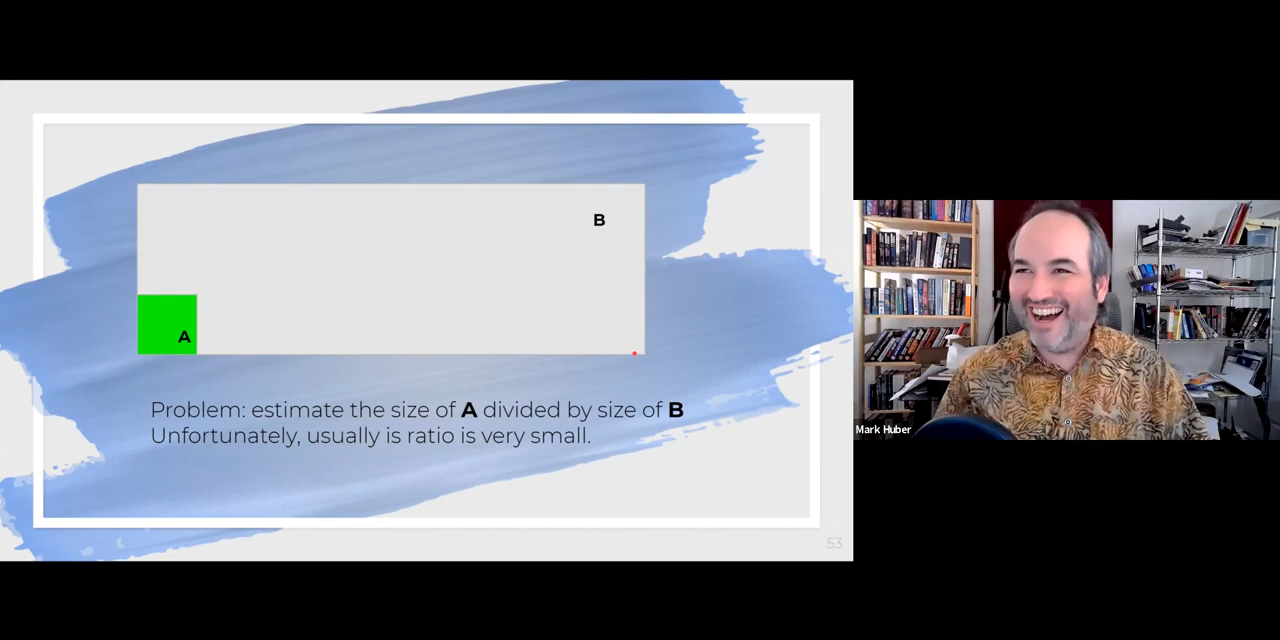 B
A
Problem: estimate the size of A divided by size of B
Unfortunately, usually is ratio is very small.
53
Mark Huber